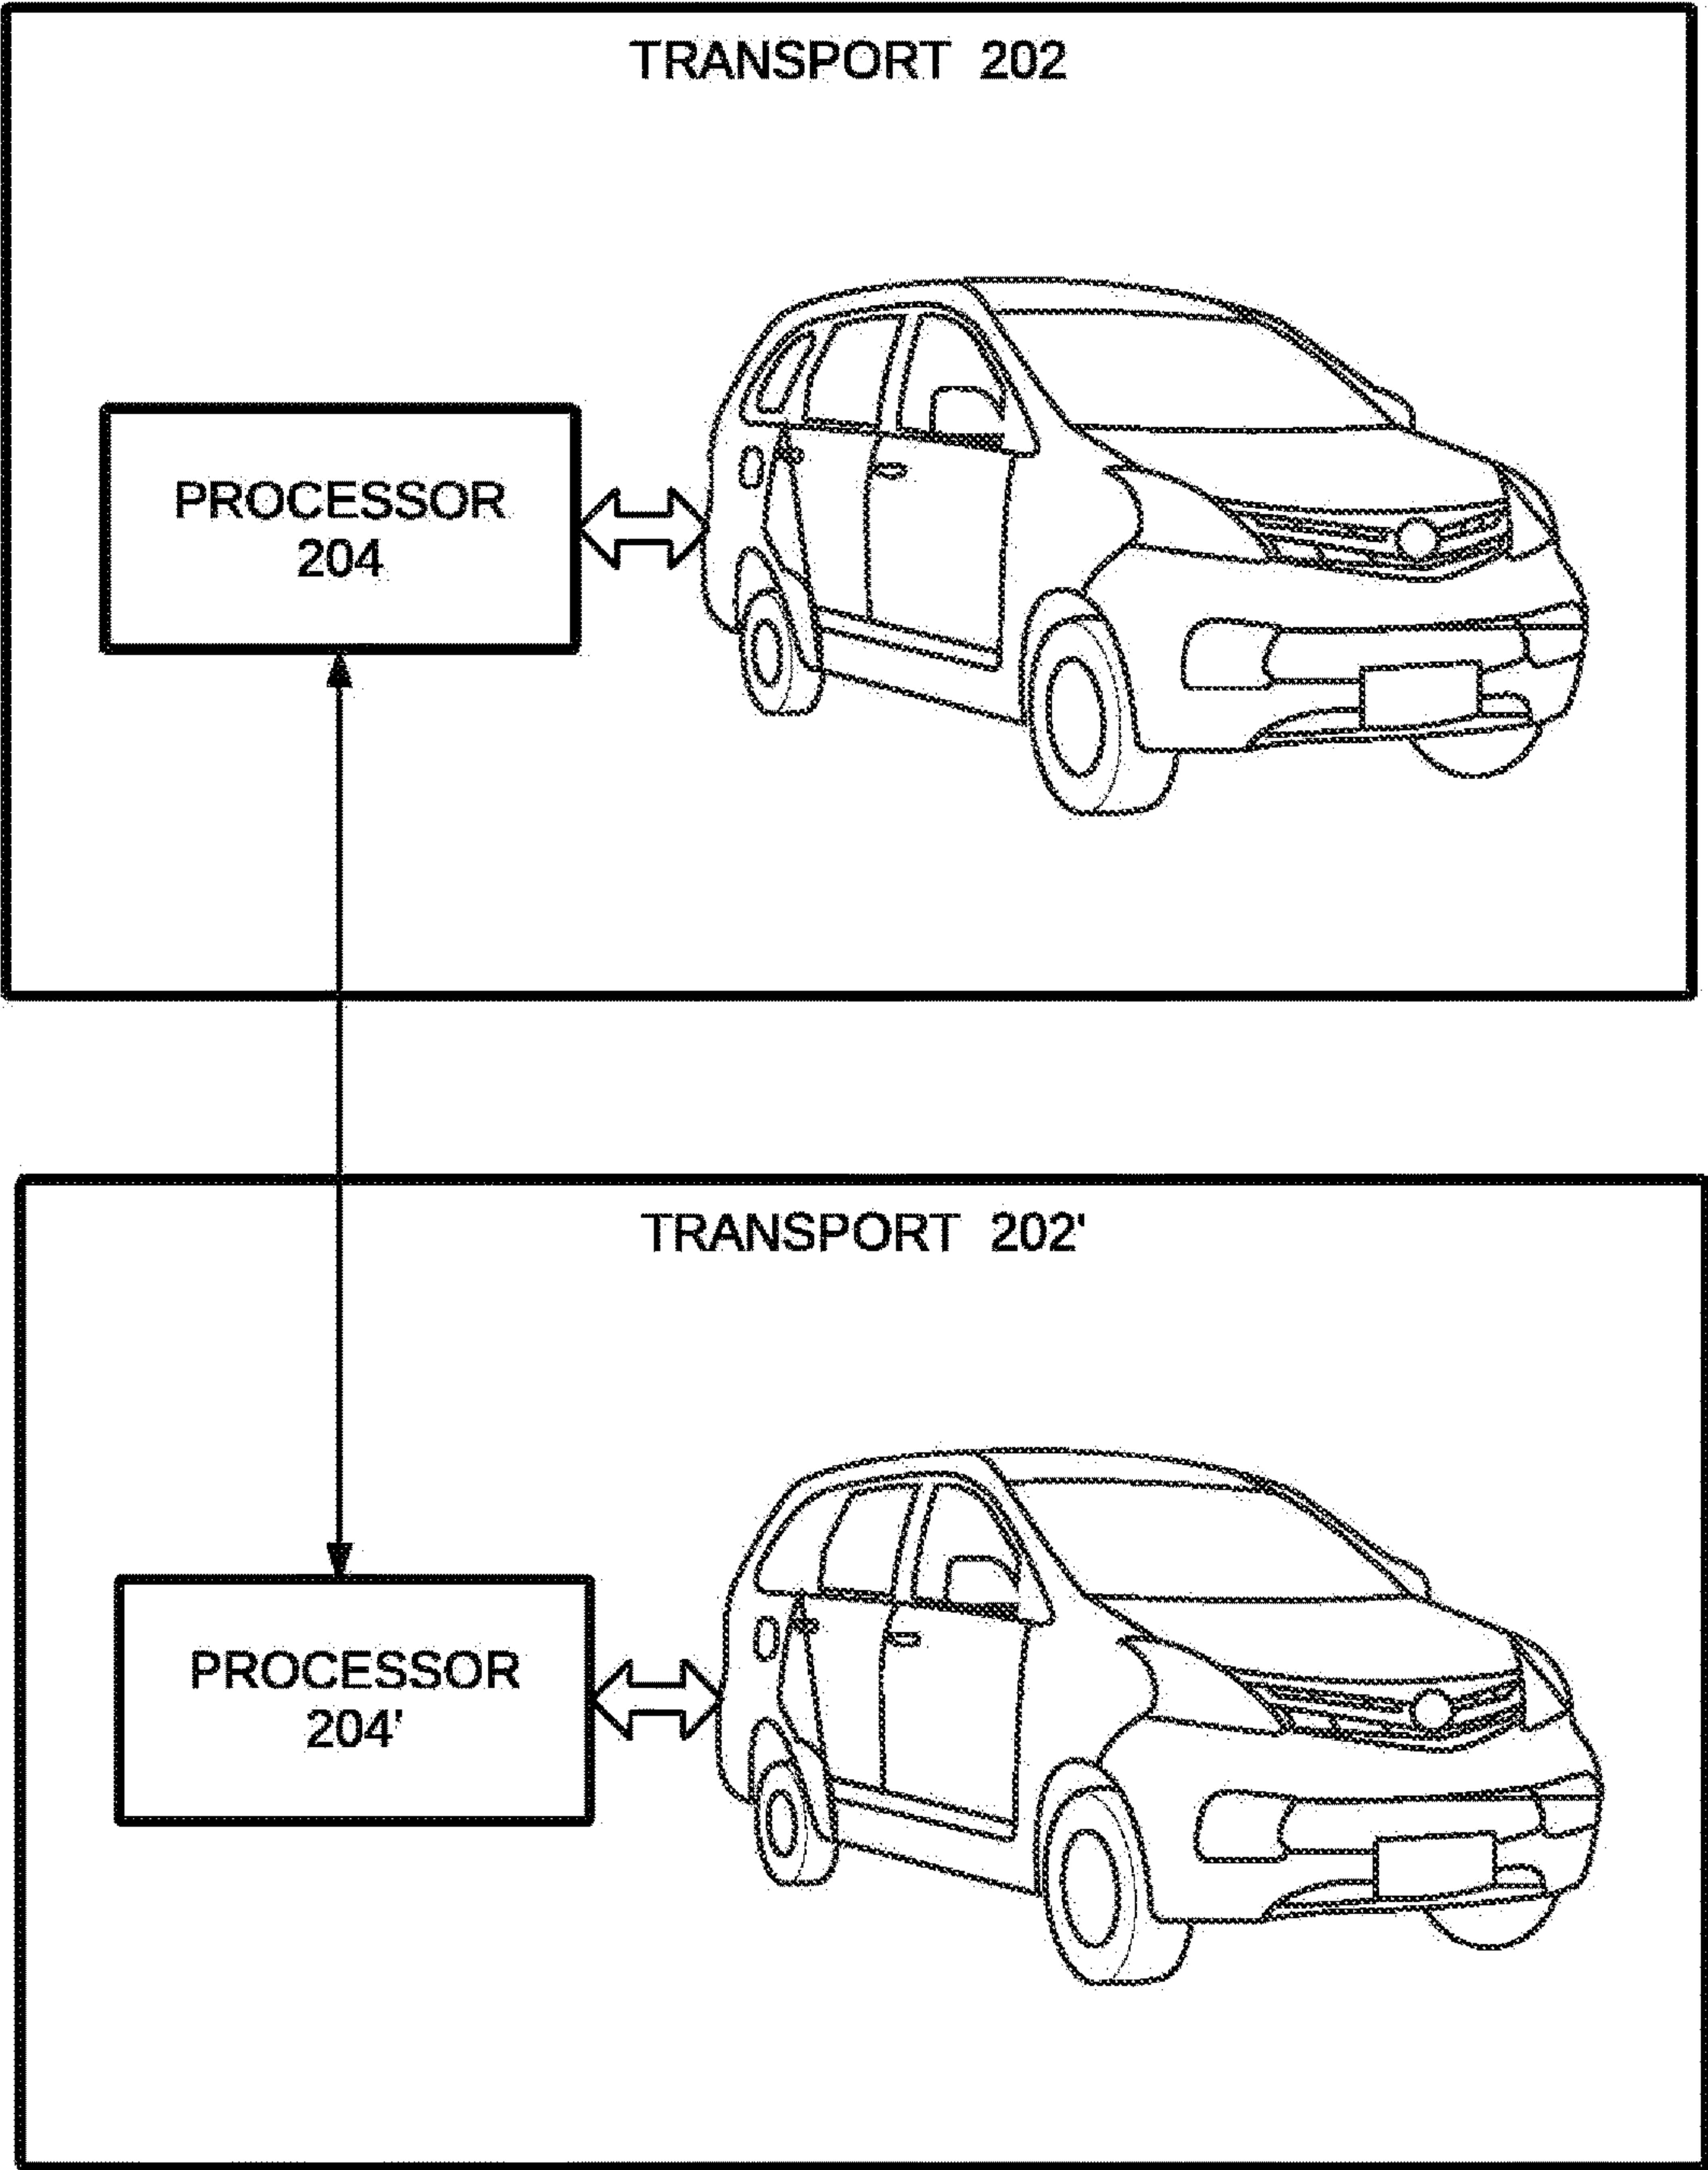 TRANSPORT 202
PROCESSOR
204
TRANSPORT 202'
PROCESSOR
204'